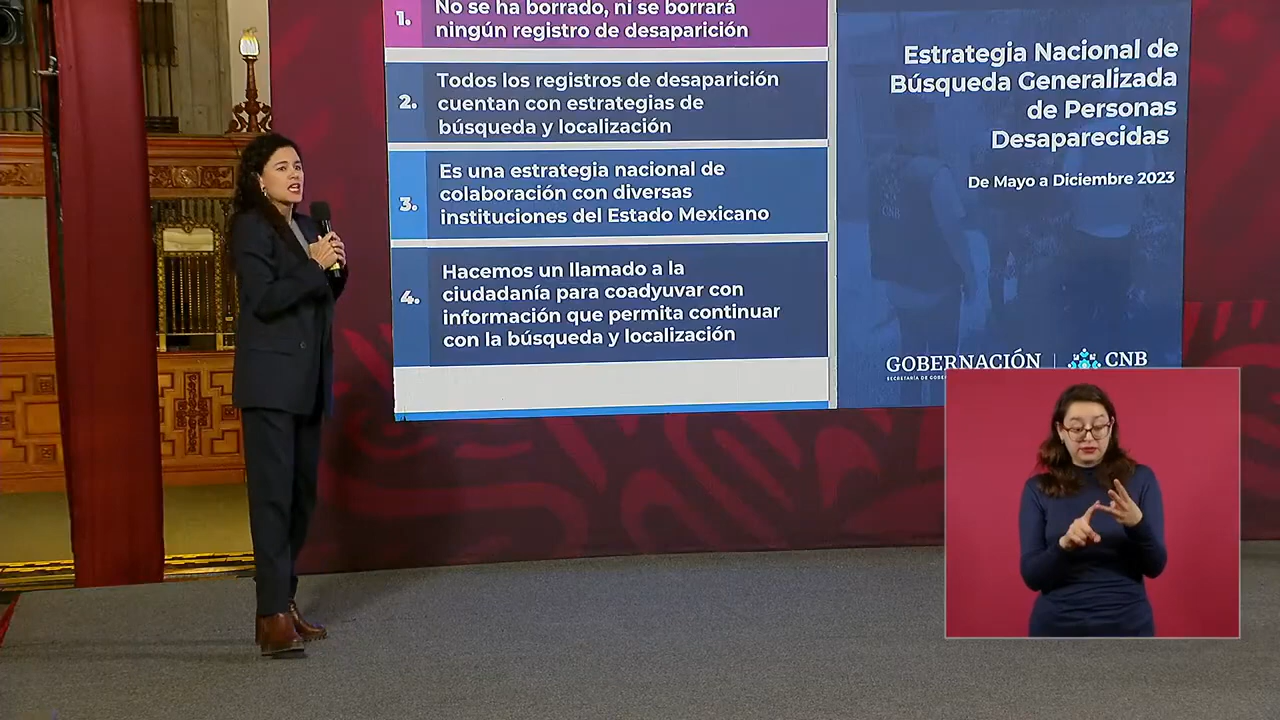 1.
No se ha borrado, ni se borrará
ningún registro de desaparición
2.
Todos los registros de desaparición
cuentan con estrategias de
búsqueda y localización
3.
Es una estrategia nacional de
colaboración con diversas
instituciones del Estado Mexicano
4.
Hacemos un llamado a la
ciudadanía para coadyuvar con
información que permita continuar
con la búsqueda y localización
Estrategia Nacional de
Búsqueda Generalizada
de Personas
Desaparecidas
De Mayo a Diciembre 2023
CNB
GOBERNACIÓN
SECRETARÍA DE
CNB